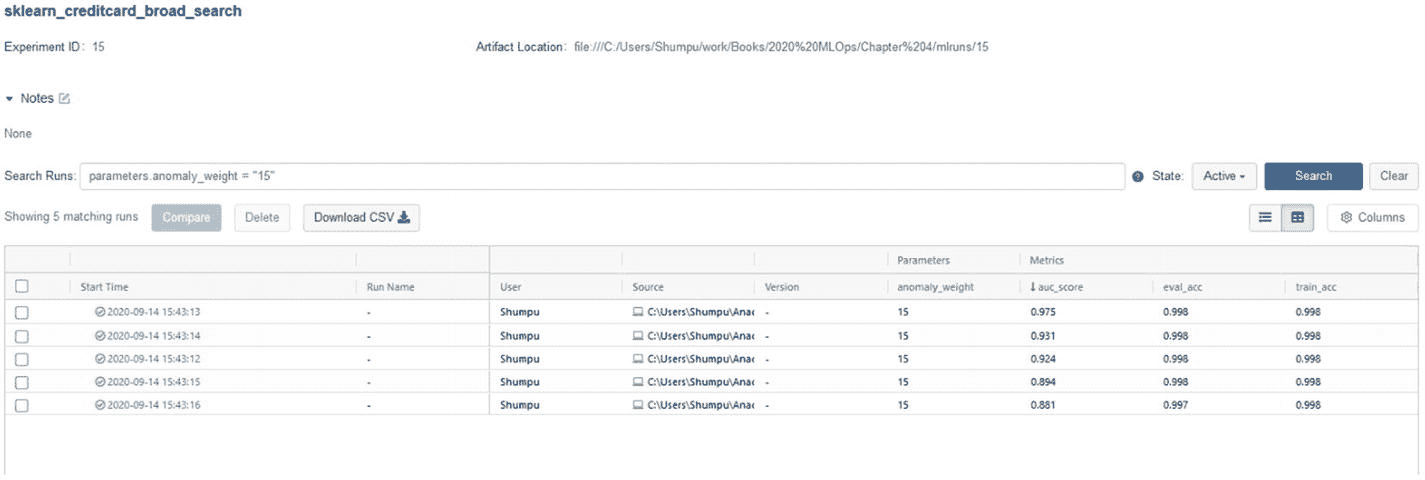 sklearn_creditcard_broad_search
Experiment ID: 15 Artifact Location: file:///C:/Users/Shumpu/work/Books/2020%20MLOps/Chapter%204/mlruns/15
Notes
None
Search Runs: parameters.anomaly_weight = "15" ? State: Active Search Clear
Showing 5 matching runs Compare Delete Download CSV Columns
Parameters Metrics
Start Time Run Name User Source Version anomaly_weight ↓ auc_score eval_acc train_acc
2020-09-14 15:43:13 - Shumpu C:\Users\Shumpu\Anac - 15 0.975 0.998 0.998
2020-09-14 15:43:14 - Shumpu C:\Users\Shumpu\Anac - 15 0.931 0.998 0.998
2020-09-14 15:43:12 - Shumpu C:\Users\Shumpu\Anac - 15 0.924 0.998 0.998
2020-09-14 15:43:15 - Shumpu C:\Users\Shumpu\Anac - 15 0.894 0.998 0.998
2020-09-14 15:43:16 - Shumpu C:\Users\Shumpu\Anac - 15 0.881 0.997 0.998